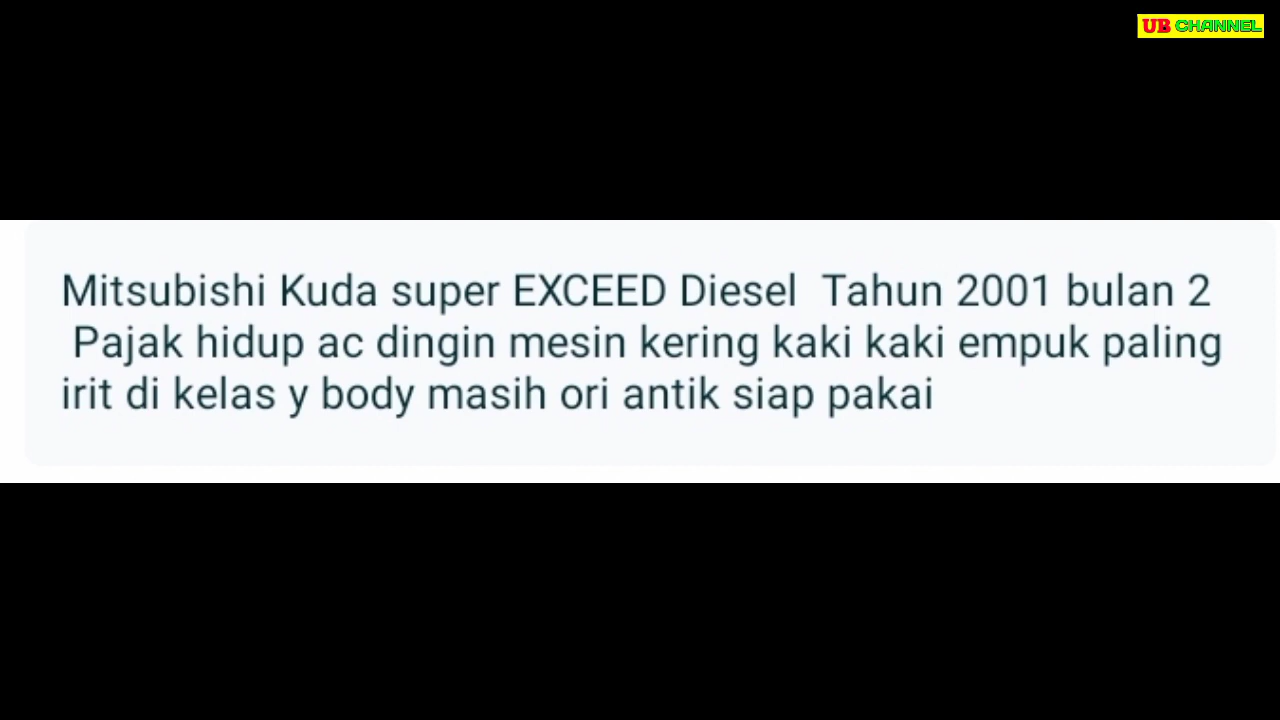 UB CHANNEL
Mitsubishi Kuda super EXCEED Diesel  Tahun 2001 bulan 2
Pajak hidup ac dingin mesin kering kaki kaki empuk paling
irit di kelas y body masih ori antik siap pakai